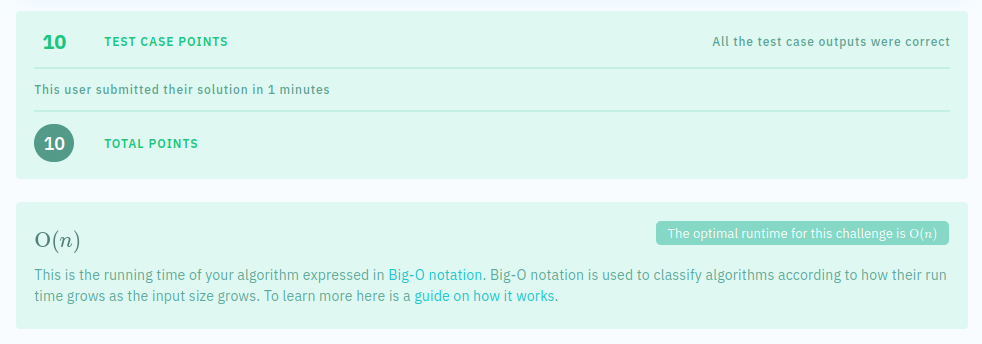 10 TEST CASE POINTS All the test case outputs were correct
This user submitted their solution in 1 minutes
10 TOTAL POINTS
O(n) The optimal runtime for this challenge is O(n)
This is the running time of your algorithm expressed in Big-O notation. Big-O notation is used to classify algorithms according to how their run
time grows as the input size grows. To learn more here is a guide on how it works.